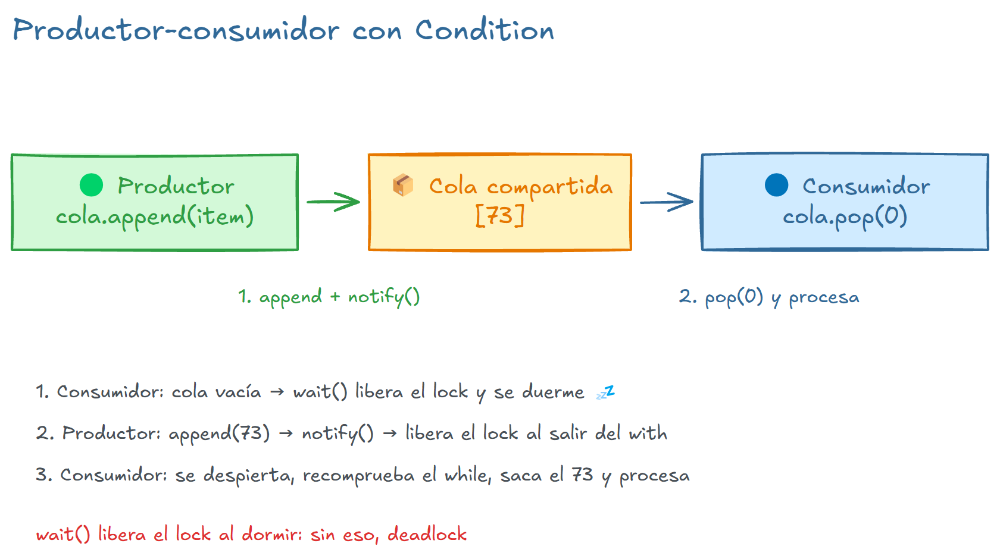 Productor-consumidor con Condition
Productor
cola.append(item)
Cola compartida
[73]
Consumidor
cola.pop(0)
1. append + notify()
2. pop(0) y procesa
1. Consumidor: cola vacía → wait() libera el lock y se duerme 💤
2. Productor: append(73) → notify() → libera el lock al salir del with
3. Consumidor: se despierta, recomprueba el while, saca el 73 y procesa
wait() libera el lock al dormir: sin eso, deadlock